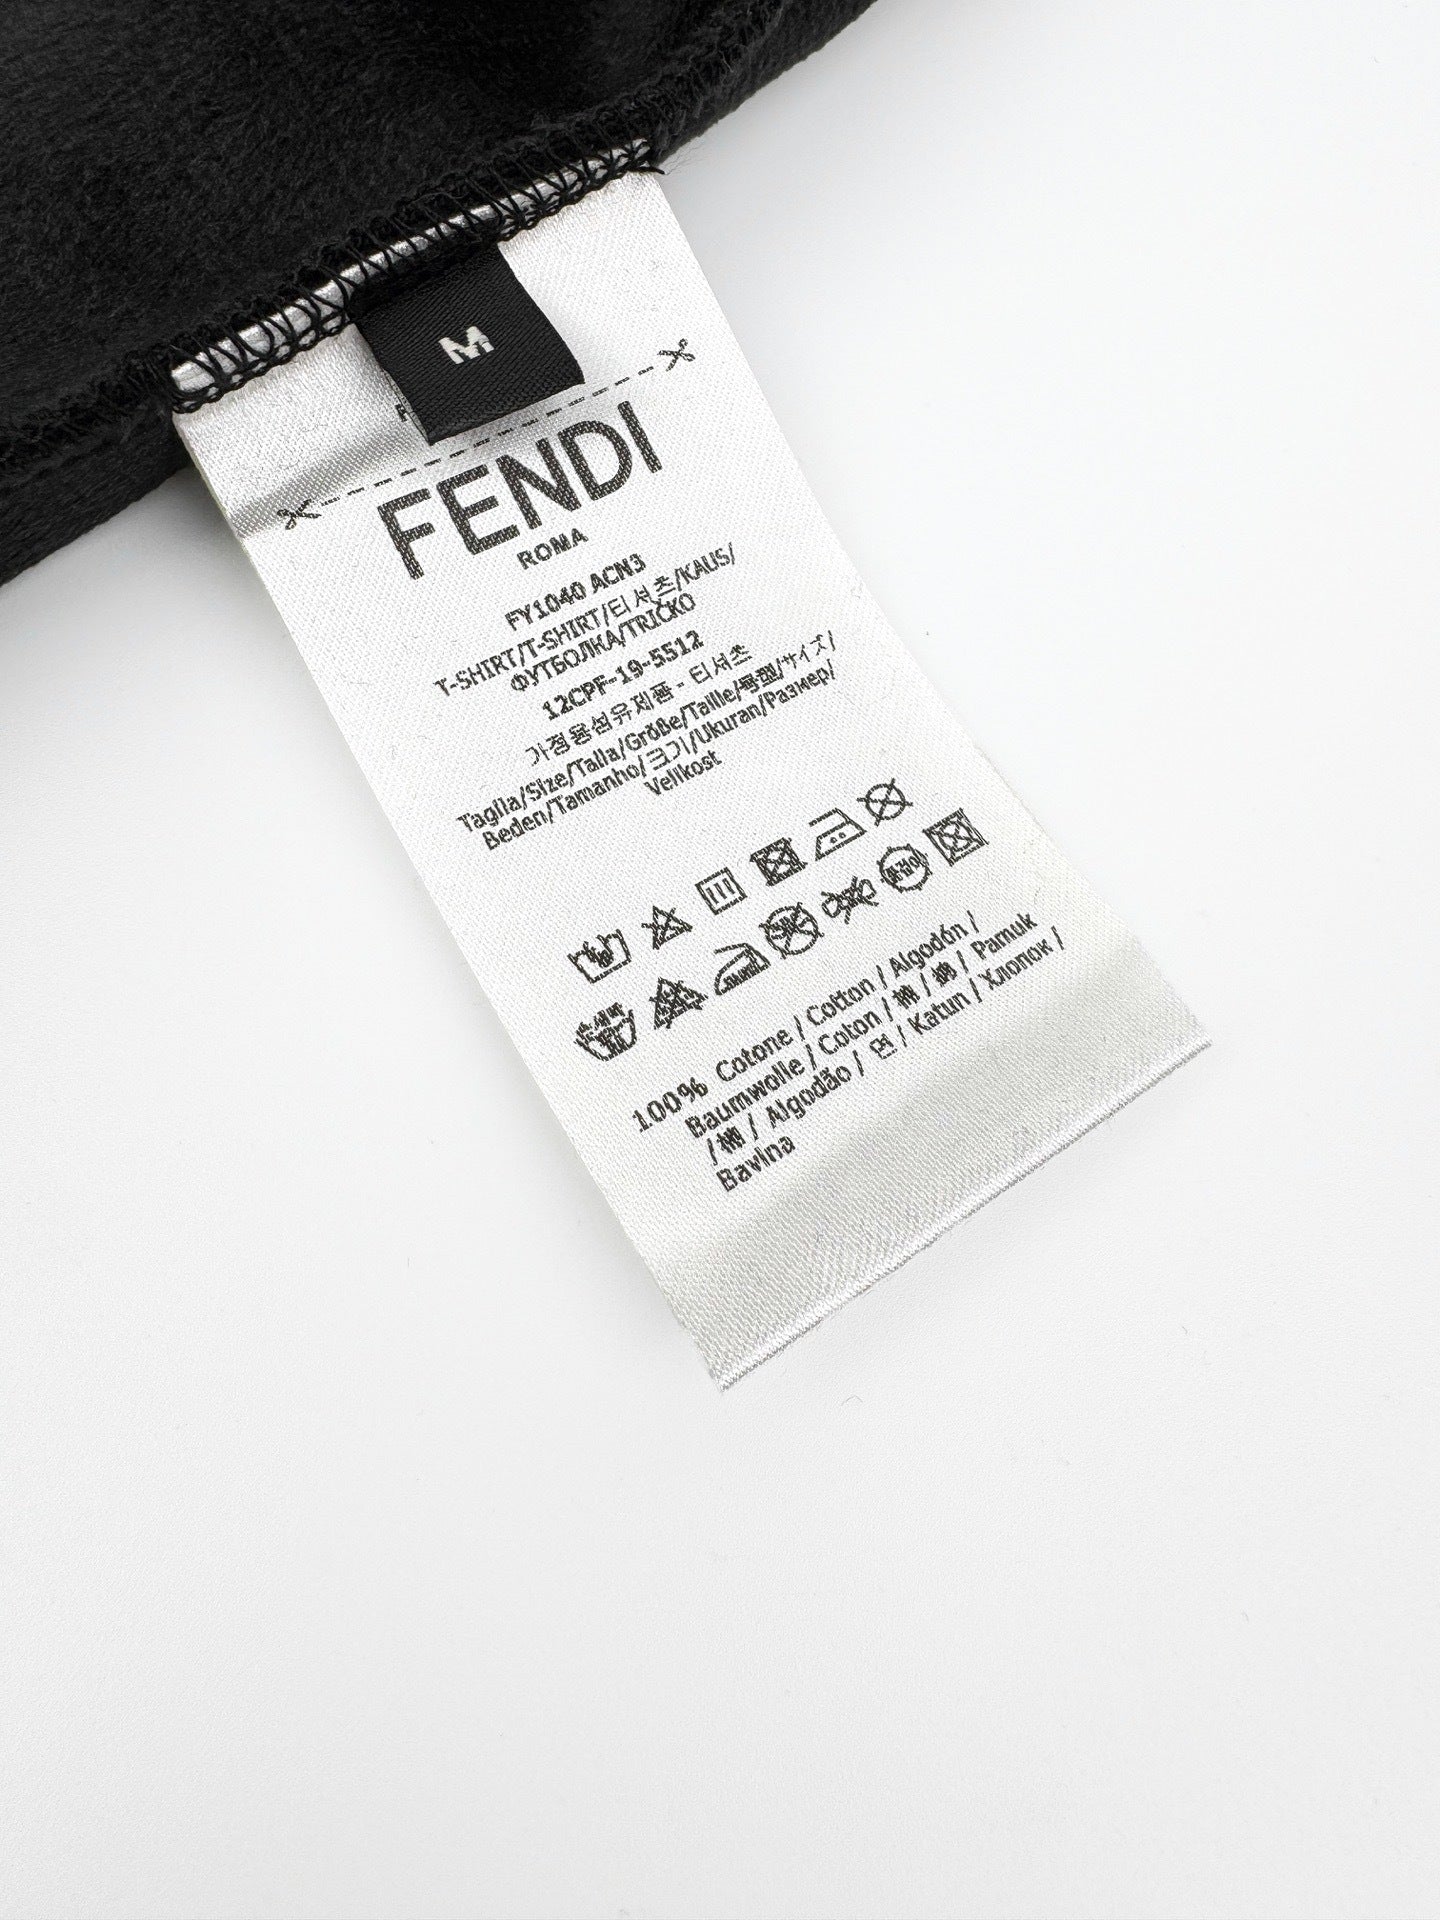 M
FENDI
ROMA
FY1040 ACN3
T-SHIRT/T-SHIRT/티셔츠/KAUS/
ФУТБОЛКА/TRIČKO
12CPF-19-5512
가정용섬유제품 - 티셔츠
Taglia/Size/Talla/Größe/Taille/号型/サイズ/
Beden/Tamanho/크기/Ukuran/Размер/
Velikost
100% Cotone / Cotton / Algodón /
Baumwolle / Coton / 棉 / 綿 / Pamuk
/ 棉 / Algodão / 면 / Katun / Хлопок /
Bavlna